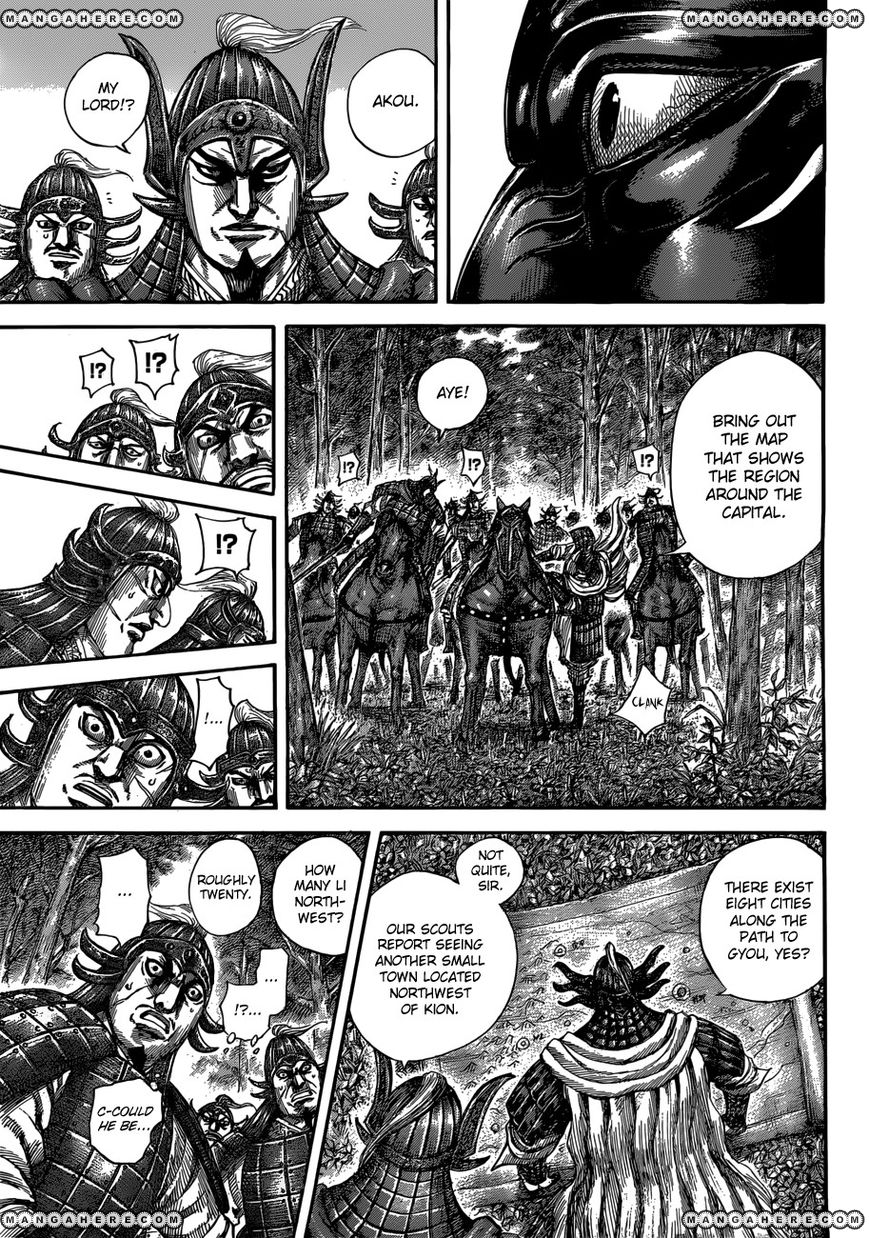 MANGAHERE.COM
MANGAHERE.COM
AKOU.
MY
LORD!?
BRING OUT
THE MAP
THAT SHOWS
THE REGION
AROUND THE
CAPITAL.
AYE!
!?
!?
!?
CLANK
!?
!?
!?
!...
THERE EXIST
EIGHT CITIES
ALONG THE
PATH TO
GYOU, YES?
NOT
QUITE,
SIR.
OUR SCOUTS
REPORT SEEING
ANOTHER SMALL
TOWN LOCATED
NORTHWEST
OF KION.
HOW
MANY LI
NORTH-
WEST?
ROUGHLY
TWENTY.
...
...
!?...
C-COULD
HE BE...
MANGAHERE.COM
MANGAHERE.COM